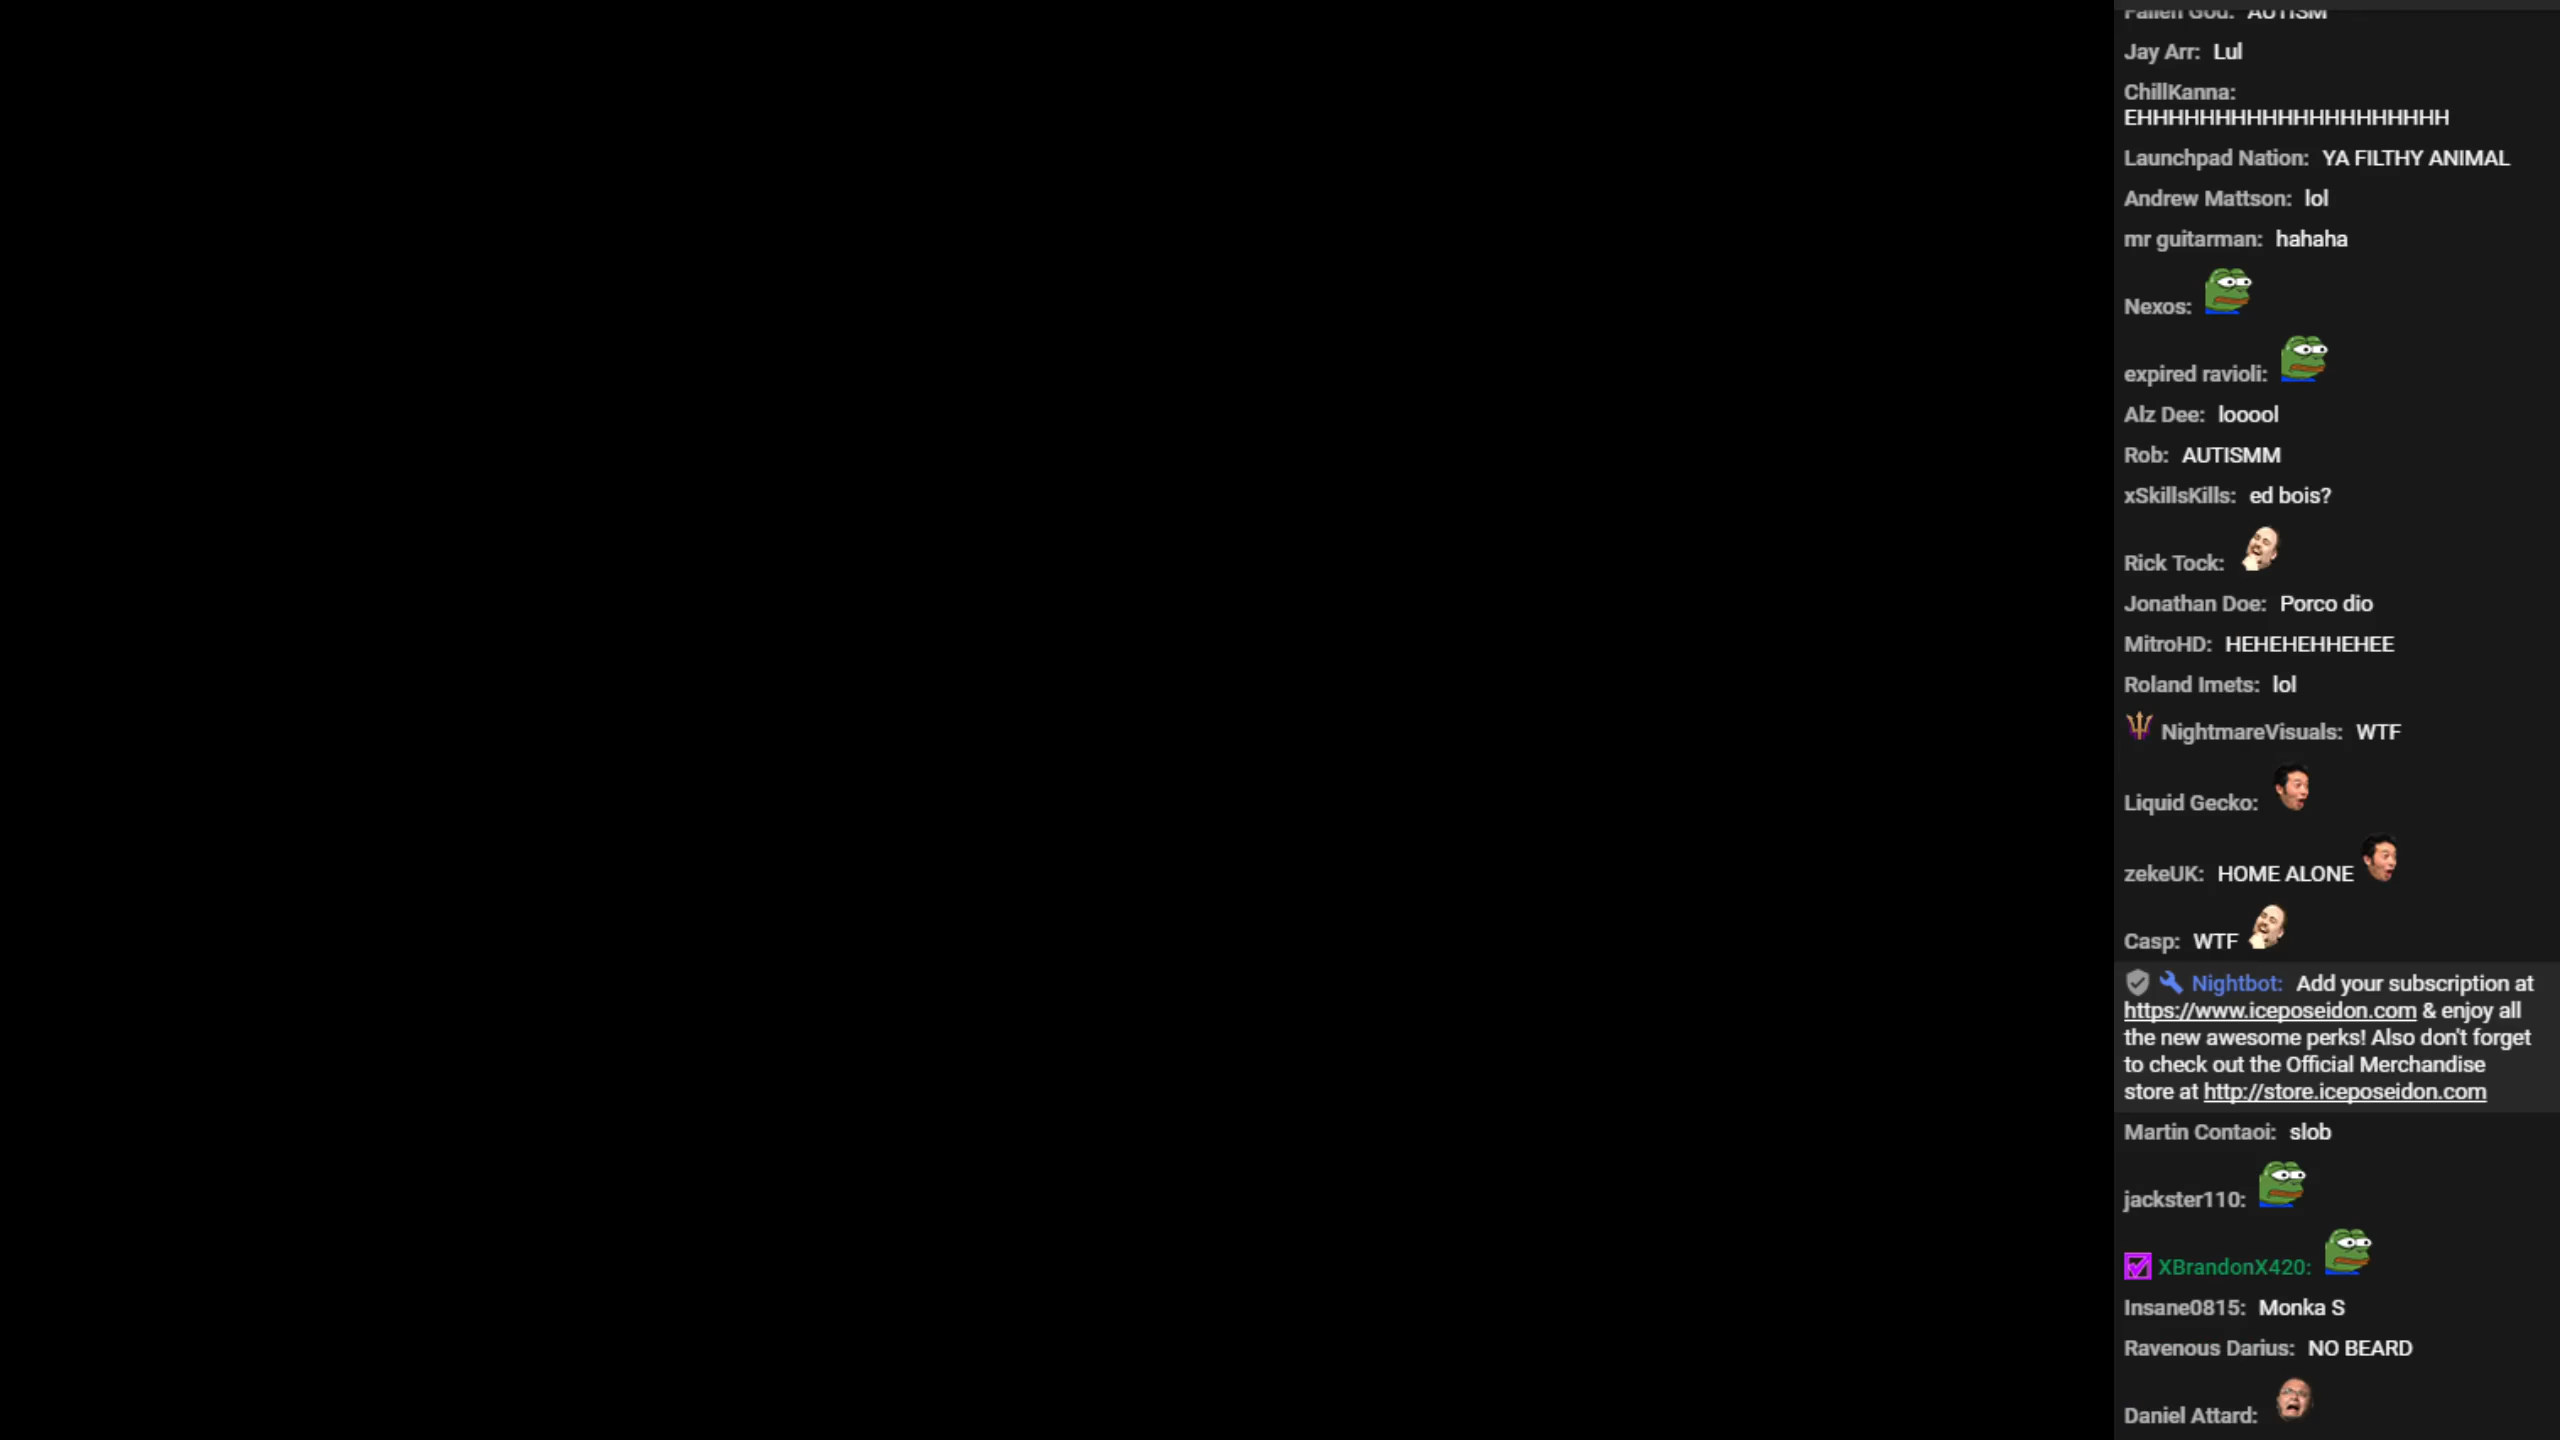 Fallen God: AUTISM
Jay Arr: Lul
ChillKanna:
EHHHHHHHHHHHHHHHHHHHH
Launchpad Nation: YA FILTHY ANIMAL
Andrew Mattson: lol
mr guitarman: hahaha
Nexos:
expired ravioli:
Alz Dee: looool
Rob: AUTISMM
xSkillsKills: ed bois?
Rick Tock:
Jonathan Doe: Porco dio
MitroHD: HEHEHEHHEHEE
Roland Imets: lol
NightmareVisuals: WTF
Liquid Gecko:
zekeUK: HOME ALONE
Casp: WTF
Nightbot: Add your subscription at
https://www.iceposeidon.com & enjoy all
the new awesome perks! Also don't forget
to check out the Official Merchandise
store at http://store.iceposeidon.com
Martin Contaoi: slob
jackster110:
XBrandonX420:
Insane0815: Monka S
Ravenous Darius: NO BEARD
Daniel Attard: